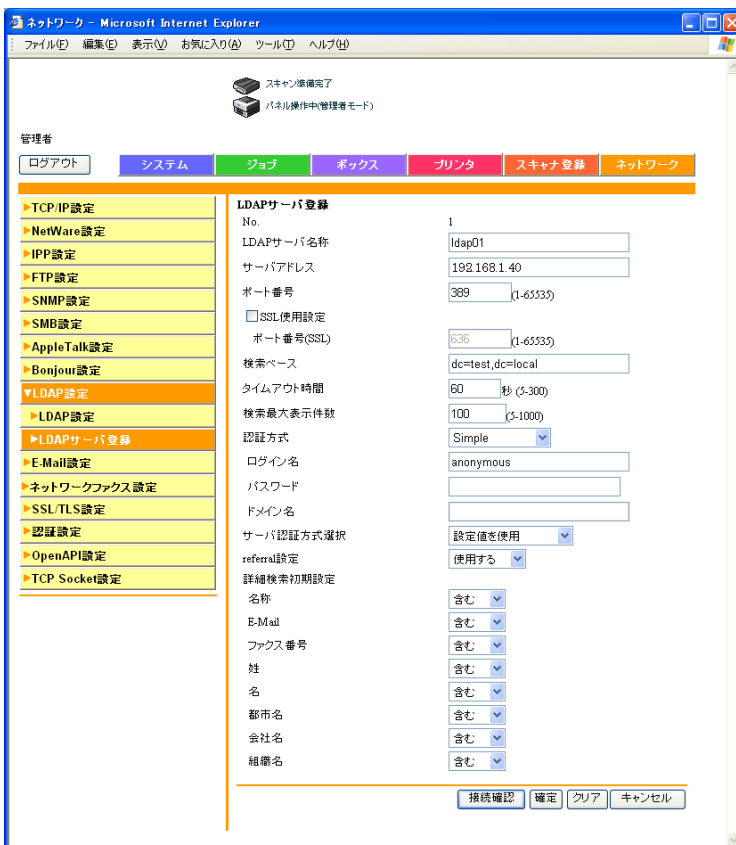 ネットワーク - Microsoft Internet Explorer
ファイル(F) 編集(E) 表示(V) お気に入り(A) ツール(T) ヘルプ(H)
スキャン準備完了
パネル操作中(管理者モード)
管理者
ログアウト システム ジョブ ボックス プリンタ スキャナ登録 ネットワーク
▶TCP/IP設定
▶NetWare設定
▶IPP設定
▶FTP設定
▶SNMP設定
▶SMB設定
▶AppleTalk設定
▶Bonjour設定
▼LDAP設定
▶LDAP設定
▶LDAPサーバ登録
▶E-Mail設定
▶ネットワークファクス設定
▶SSL/TLS設定
▶認証設定
▶OpenAPI設定
▶TCP Socket設定
LDAPサーバ登録
No. 1
LDAPサーバ名称 ldap01
サーバアドレス 192.168.1.40
ポート番号 389 (1-65535)
SSL使用設定
ポート番号(SSL) 636 (1-65535)
検索ベース dc=test,dc=local
タイムアウト時間 60 秒 (5-300)
検索最大表示件数 100 (5-1000)
認証方式 Simple
ログイン名 anonymous
パスワード
ドメイン名
サーバ認証方式選択 設定値を使用
referral設定 使用する
詳細検索初期設定
名称 含む
E-Mail 含む
ファクス番号 含む
姓 含む
名 含む
都市名 含む
会社名 含む
組織名 含む
接続確認 確定 クリア キャンセル